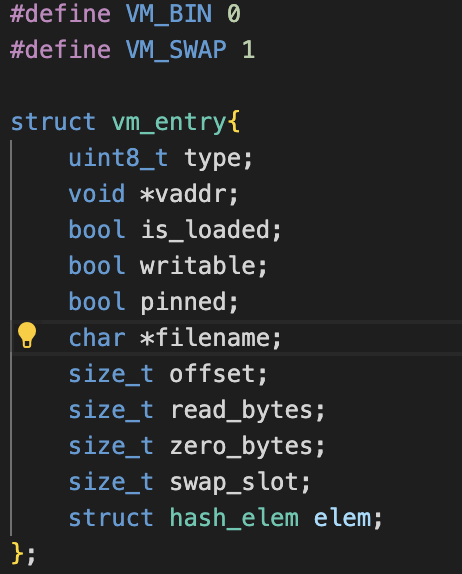 #define VM_BIN 0
#define VM_SWAP 1
struct vm_entry{
    uint8_t type;
    void *vaddr;
    bool is_loaded;
    bool writable;
    bool pinned;
    char *filename;
    size_t offset;
    size_t read_bytes;
    size_t zero_bytes;
    size_t swap_slot;
    struct hash_elem elem;
};